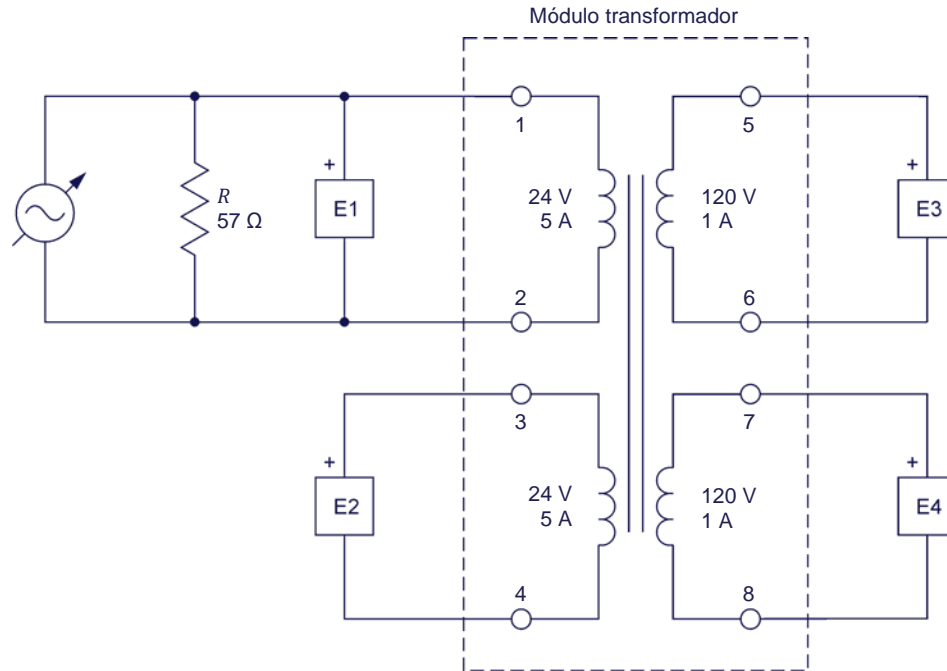 Módulo transformador
1
5
R
57 Ω
+
E1
24 V
5 A
120 V
1 A
+
E3
2
6
3
7
+
E2
24 V
5 A
120 V
1 A
+
E4
4
8